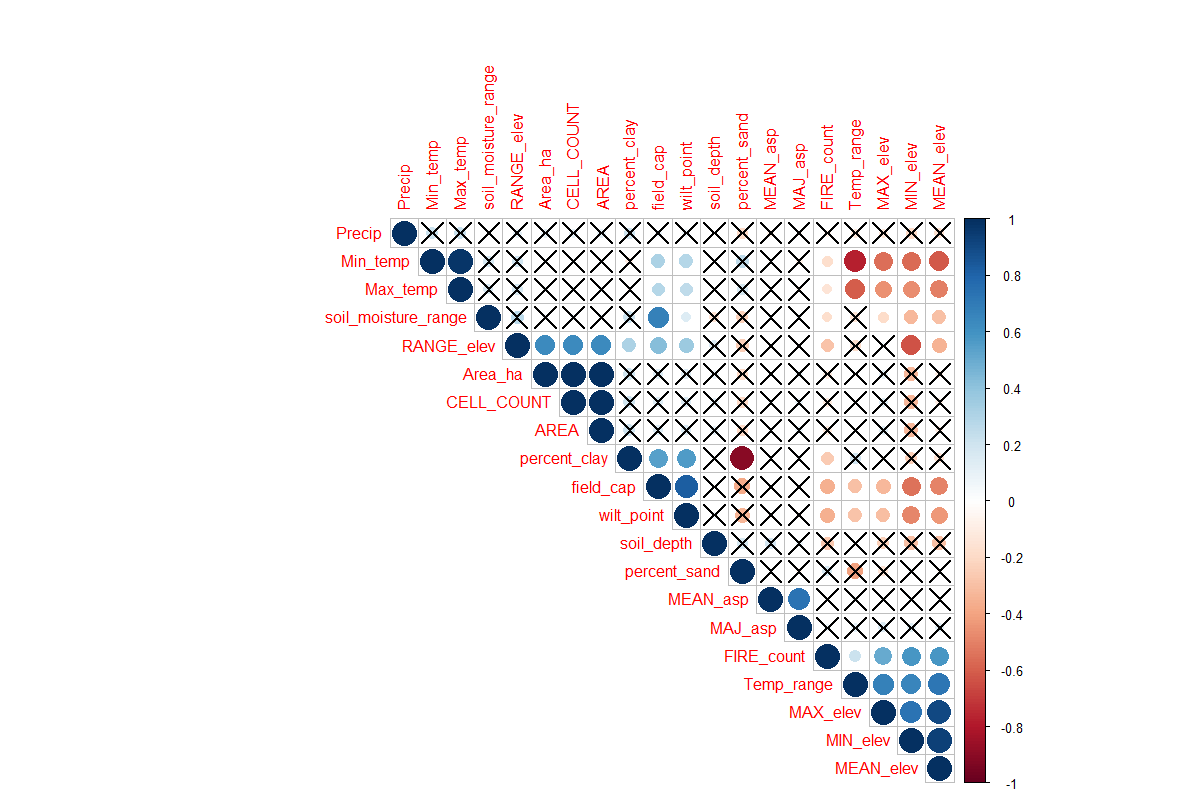 Precip
Min_temp
Max_temp
soil_moisture_range
RANGE_elev
Area_ha
CELL_COUNT
AREA
percent_clay
field_cap
wilt_point
soil_depth
percent_sand
MEAN_asp
MAJ_asp
FIRE_count
Temp_range
MAX_elev
MIN_elev
MEAN_elev
Precip
Min_temp
Max_temp
soil_moisture_range
RANGE_elev
Area_ha
CELL_COUNT
AREA
percent_clay
field_cap
wilt_point
soil_depth
percent_sand
MEAN_asp
MAJ_asp
FIRE_count
Temp_range
MAX_elev
MIN_elev
MEAN_elev
1
0.8
0.6
0.4
0.2
0
-0.2
-0.4
-0.6
-0.8
-1